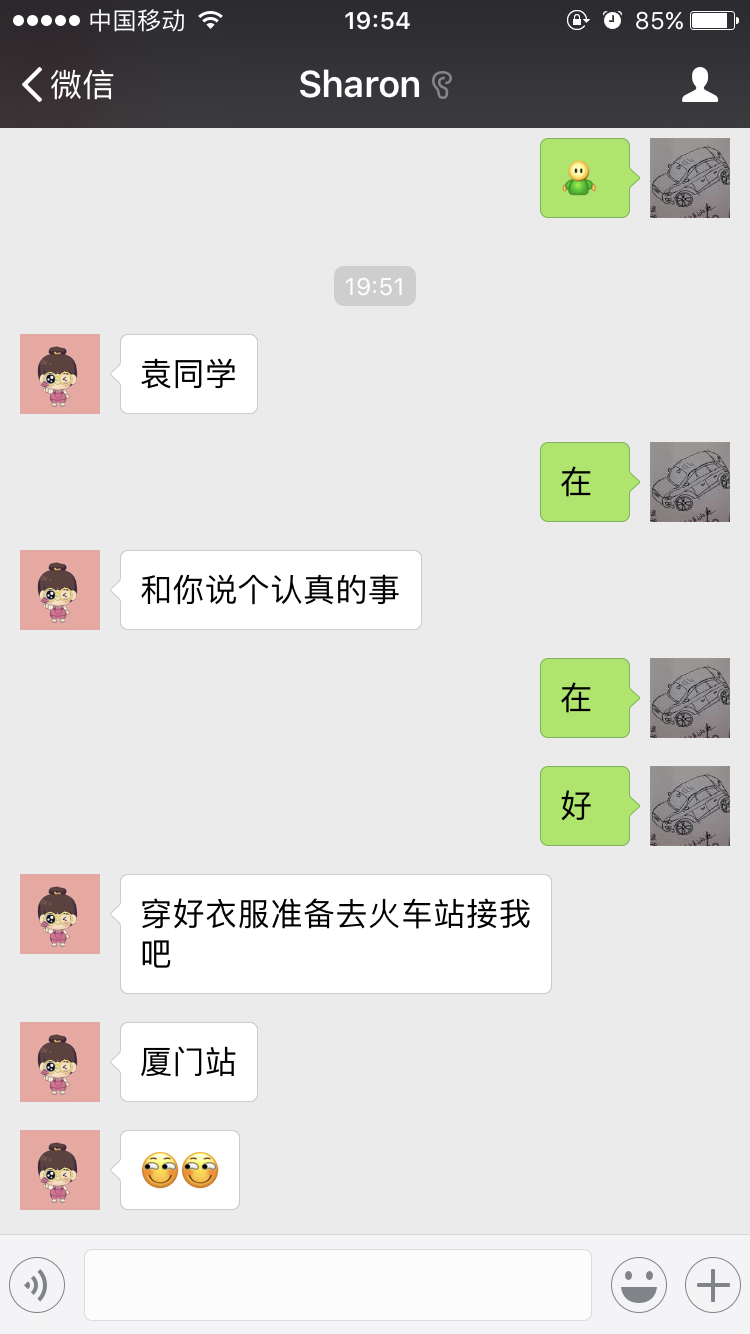 中国移动 19:54 85%
微信 Sharon
19:51
袁同学
在
和你说个认真的事
在
好
穿好衣服准备去火车站接我
吧
厦门站